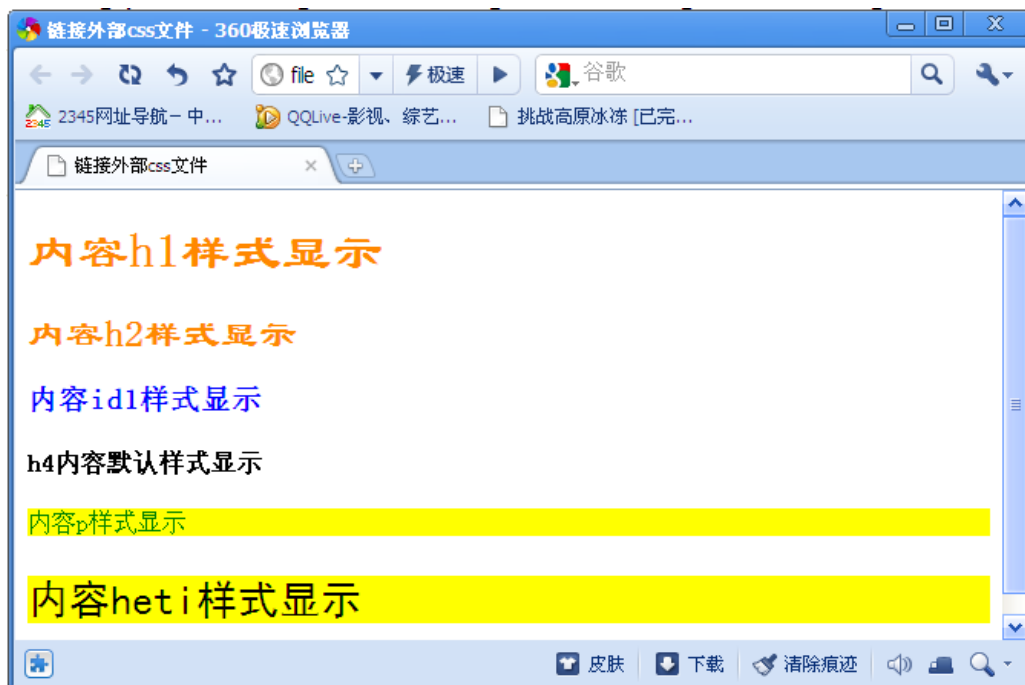 链接外部css文件 - 360极速浏览器
file 极速 谷歌
2345网址导航－中... QQLive-影视、综艺... 挑战高原冰冻 [已完...
链接外部css文件
内容h1样式显示
内容h2样式显示
内容id1样式显示
h4内容默认样式显示
内容p样式显示
内容heti样式显示
皮肤 下载 清除痕迹